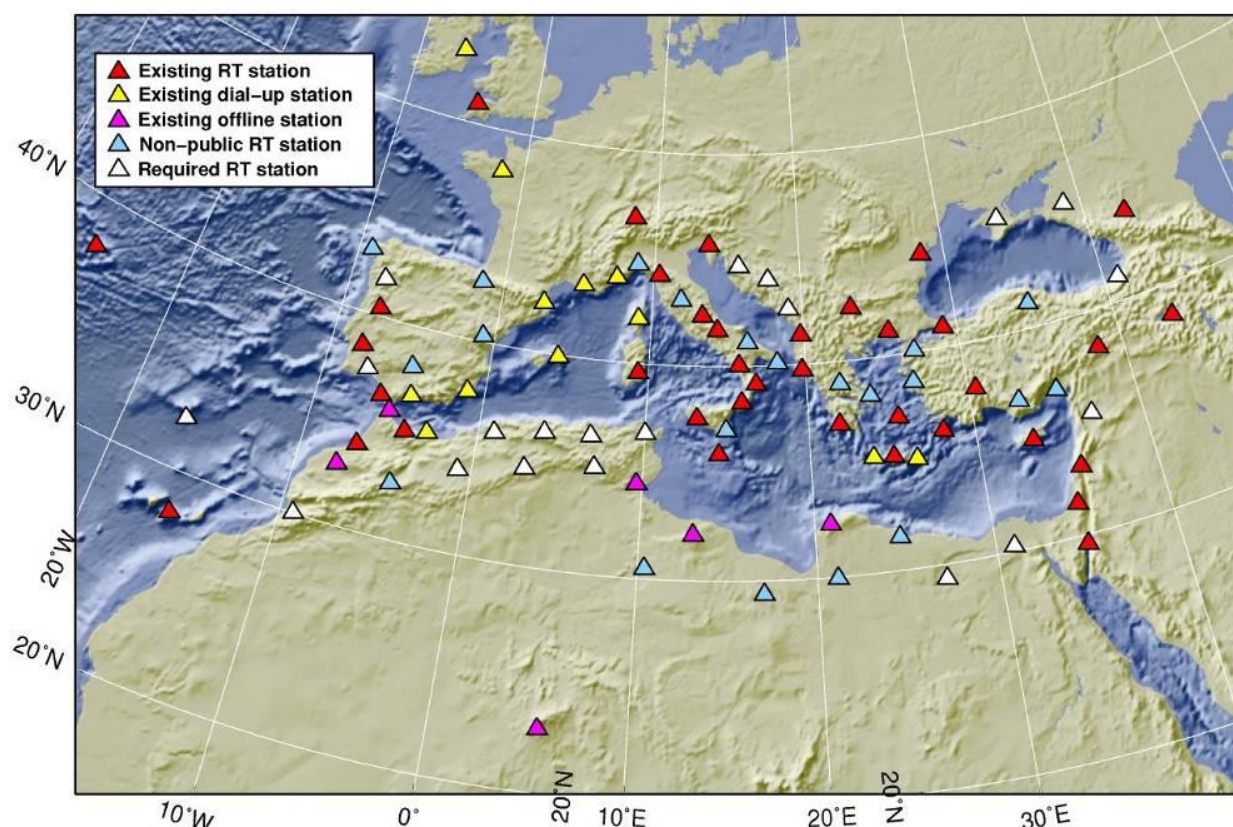 Existing RT station
Existing dial-up station
Existing offline station
Non-public RT station
Required RT station
40˚N
30˚N
20˚W
20˚N
10˚W
0˚
20˚N
10˚E
20˚E
20˚N
30˚E